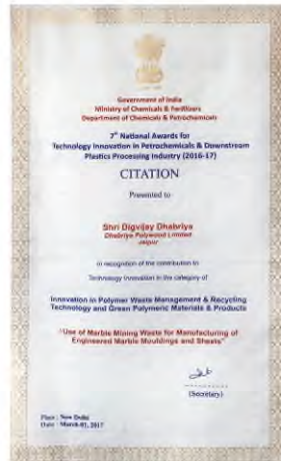 Government of India
Ministry of Chemicals & Fertilizers
Department of Chemicals & Petrochemicals
7th National Awards for
Technology Innovation in Petrochemicals & Downstream
Plastics Processing Industry (2016-17)
CITATION
Presented to
Shri Digvijay Dhabriya
Dhabriya Polywood Limited
Jaipur
in recognition of the contribution to
Technology Innovation in the category of
Innovation in Polymer Waste Management & Recycling
Technology and Green Polymeric Materials & Products
"Use of Marble Mining Waste for Manufacturing of
Engineered Marble Mouldings and Sheets"
(Secretary)
Place : New Delhi
Date : March 02, 2017